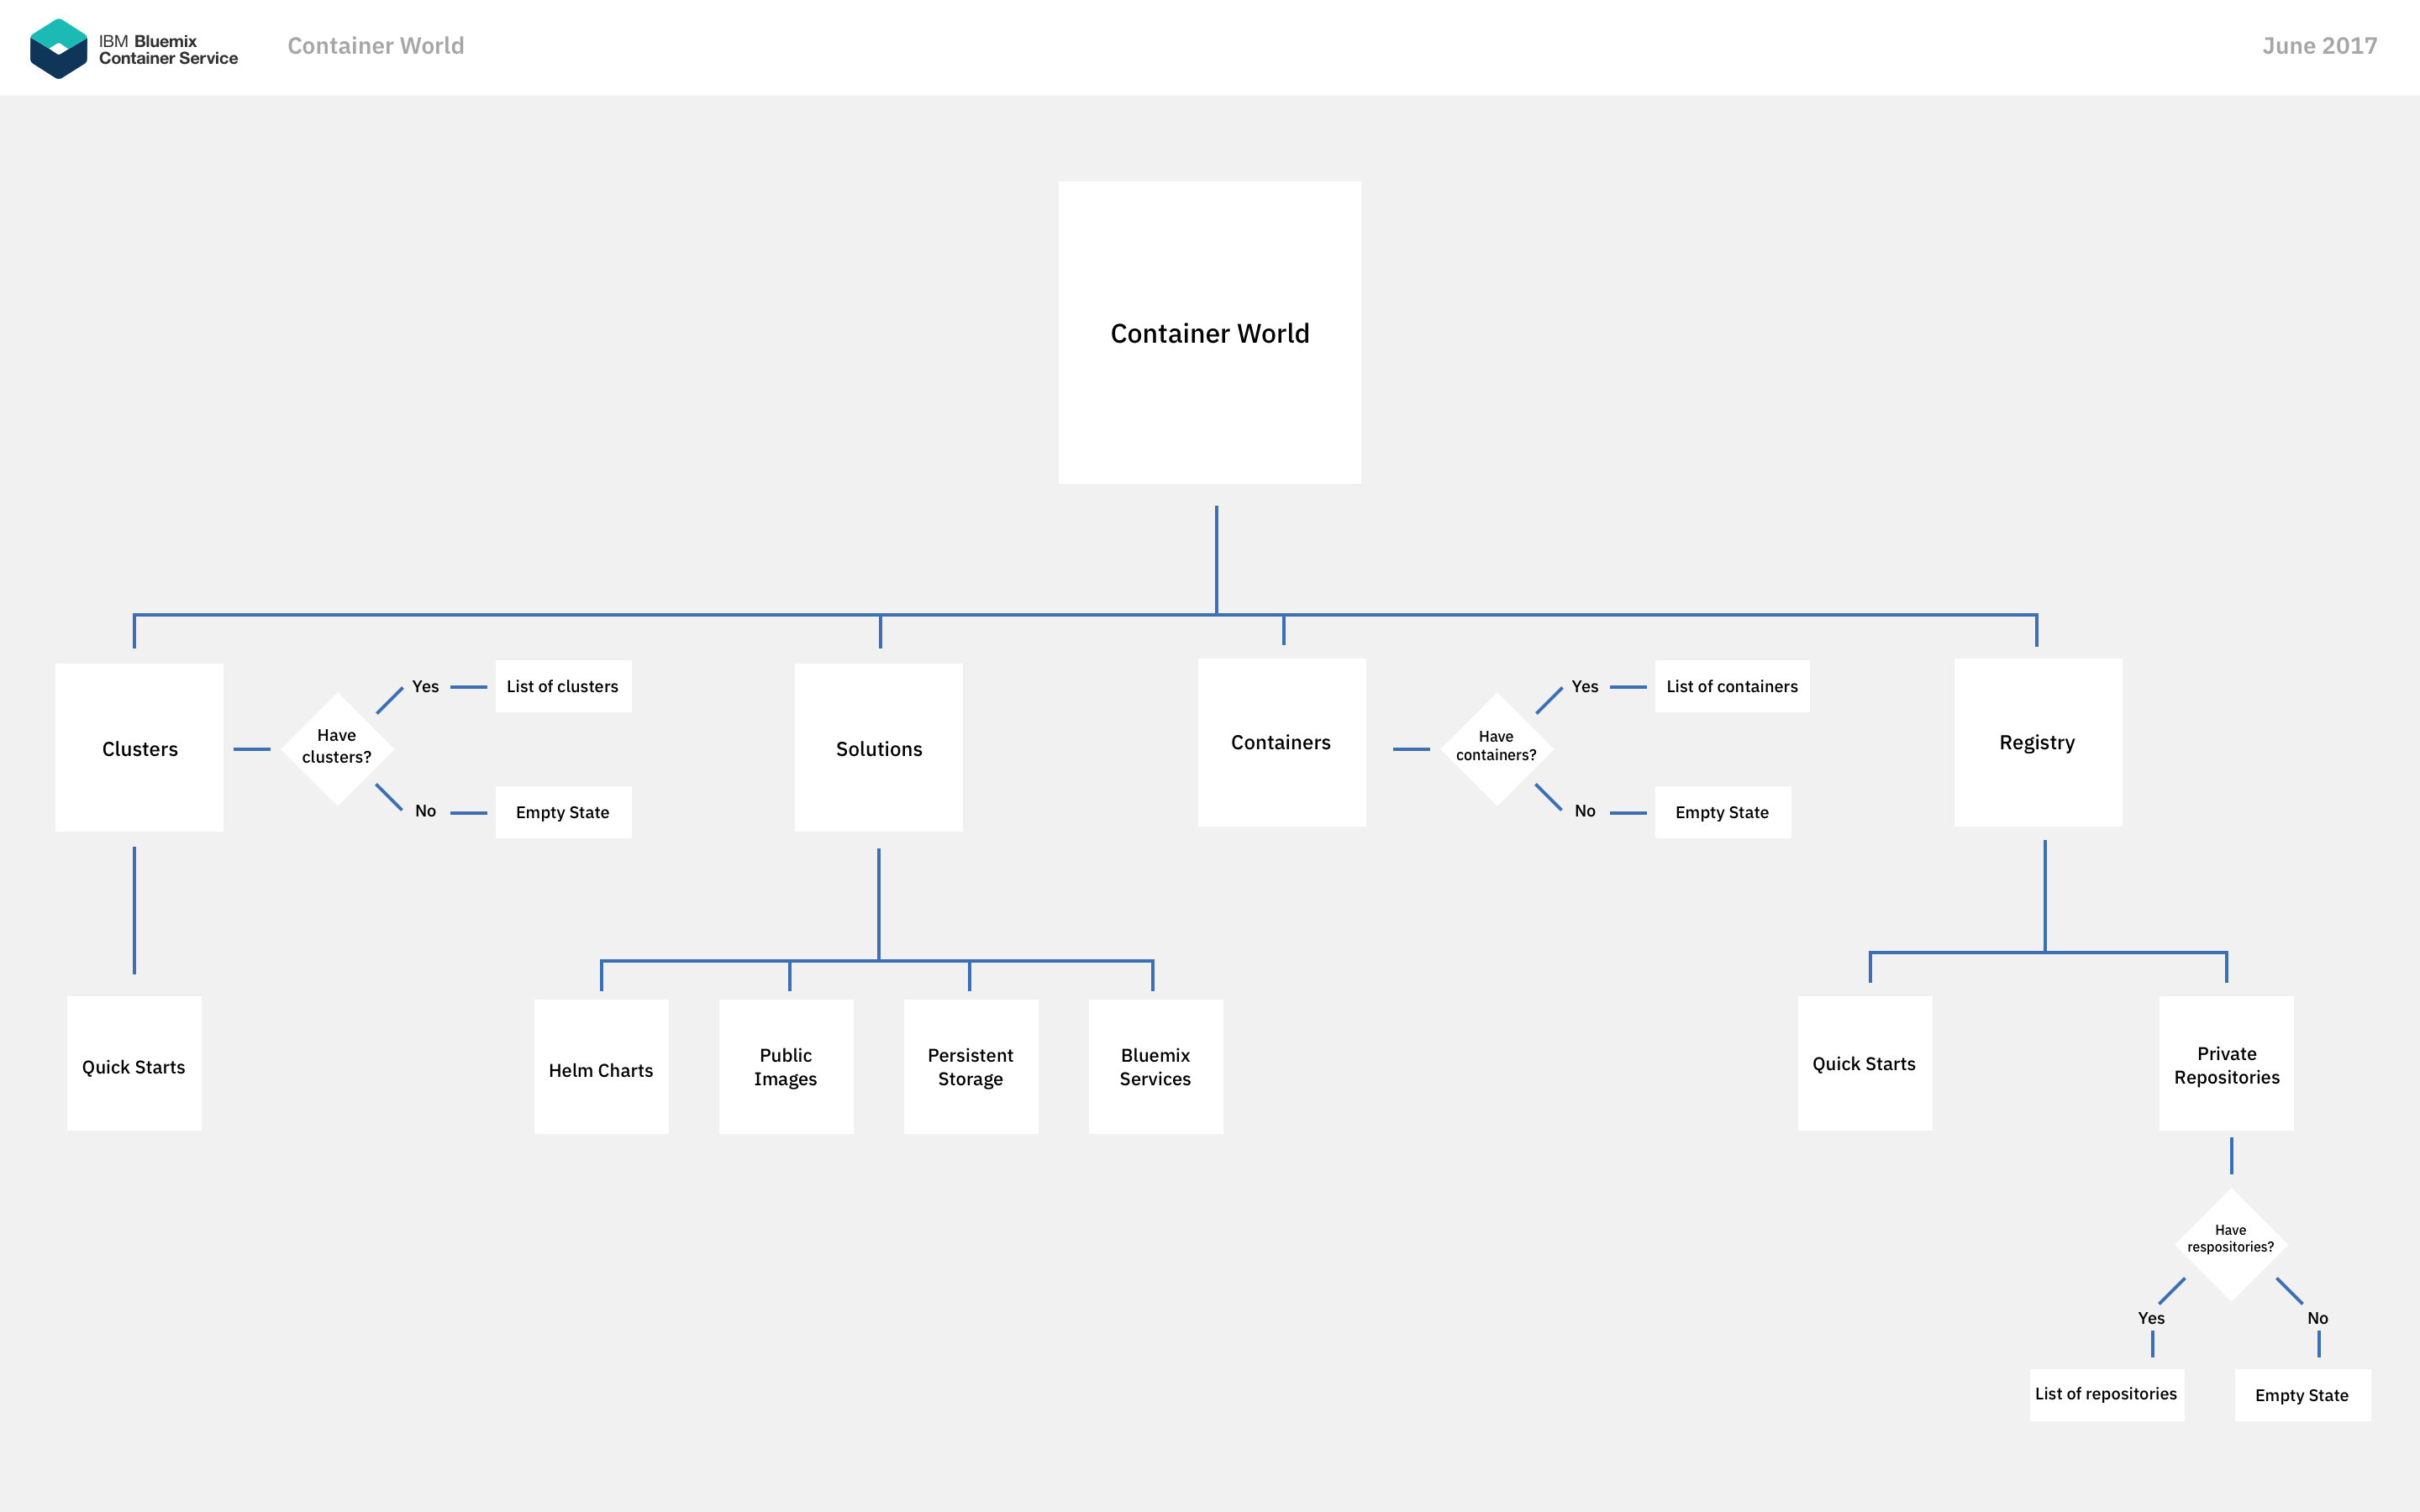 IBM Bluemix
Container Service
Container World
June 2017
Container World
Clusters
Have
clusters?
Yes
List of clusters
No
Empty State
Solutions
Containers
Have
containers?
Yes
List of containers
No
Empty State
Registry
Quick Starts
Helm Charts
Public
Images
Persistent
Storage
Bluemix
Services
Quick Starts
Private
Repositories
Have
respositories?
Yes
No
List of repositories
Empty State